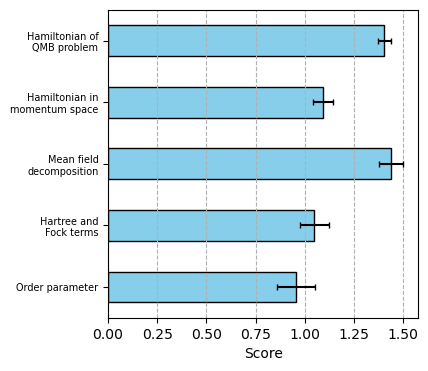 Hamiltonian of
QMB problem
Hamiltonian in
momentum space
Mean field
decomposition
Hartree and
Fock terms
Order parameter
0.00 0.25 0.50 0.75 1.00 1.25 1.50
Score